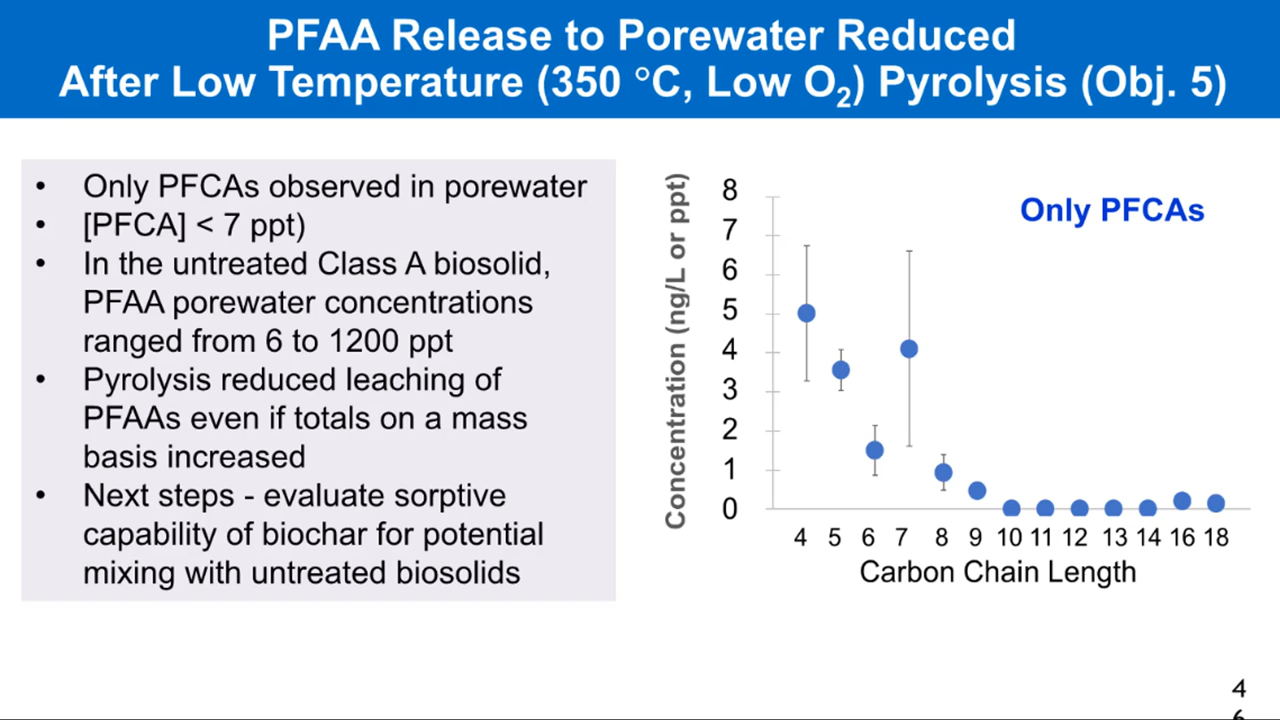 PFAA Release to Porewater Reduced
After Low Temperature (350 °C, Low O₂) Pyrolysis (Obj. 5)
• Only PFCAs observed in porewater
• [PFCA] < 7 ppt)
• In the untreated Class A biosolid,
PFAA porewater concentrations
ranged from 6 to 1200 ppt
• Pyrolysis reduced leaching of
PFAAs even if totals on a mass
basis increased
• Next steps - evaluate sorptive
capability of biochar for potential
mixing with untreated biosolids
Concentration (ng/L or ppt)
8
7
6
5
4
3
2
1
0
Only PFCAs
4 5 6 7 8 9 10 11 12 13 14 16 18
Carbon Chain Length
4
6